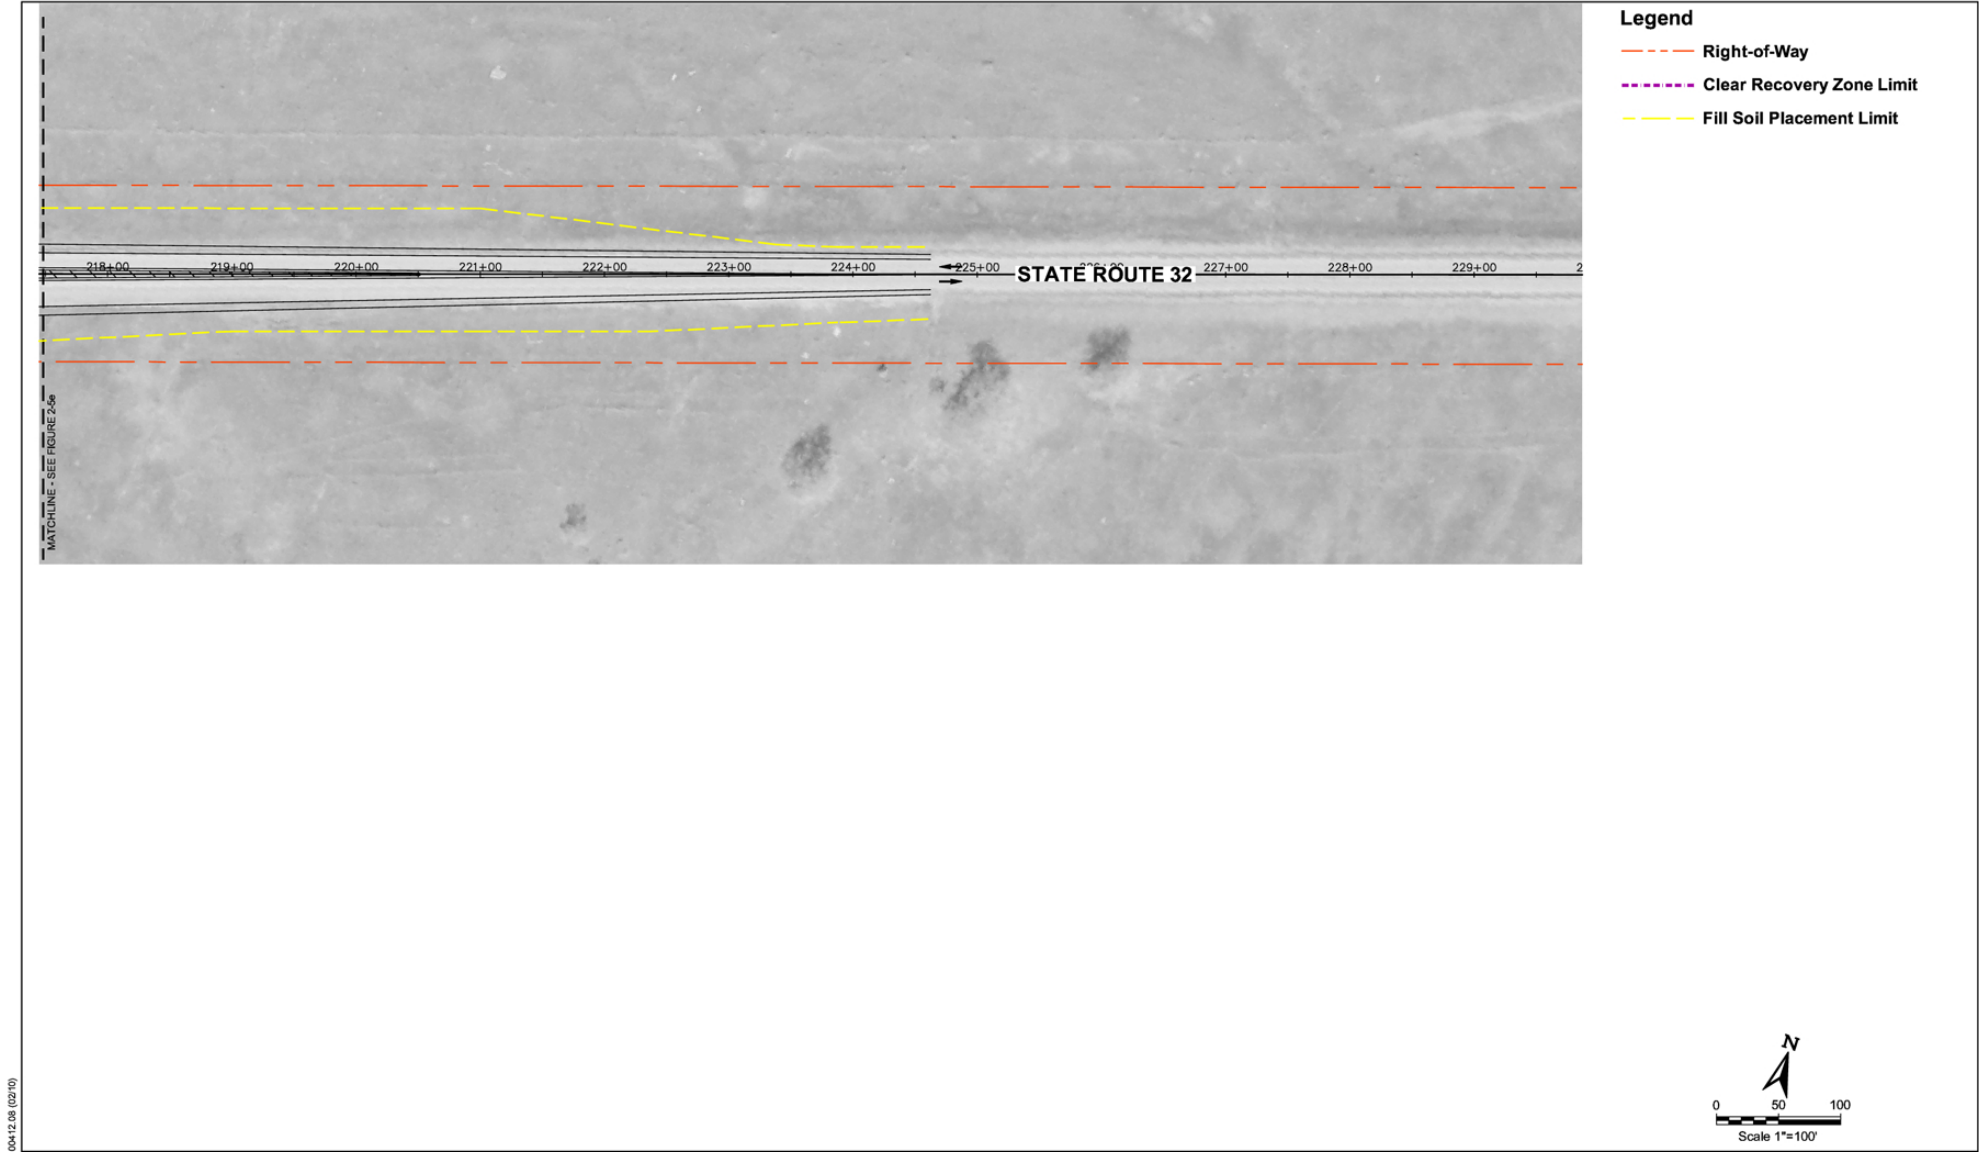 Legend
Right-of-Way
Clear Recovery Zone Limit
Fill Soil Placement Limit
218+00 219+00 220+00 221+00 222+00 223+00 224+00 225+00 227+00 228+00 229+00 2
STATE ROUTE 32
MATCHLINE - SEE FIGURE 2-5e
N
0 50 100
Scale 1"=100'
00412.08 (02/10)